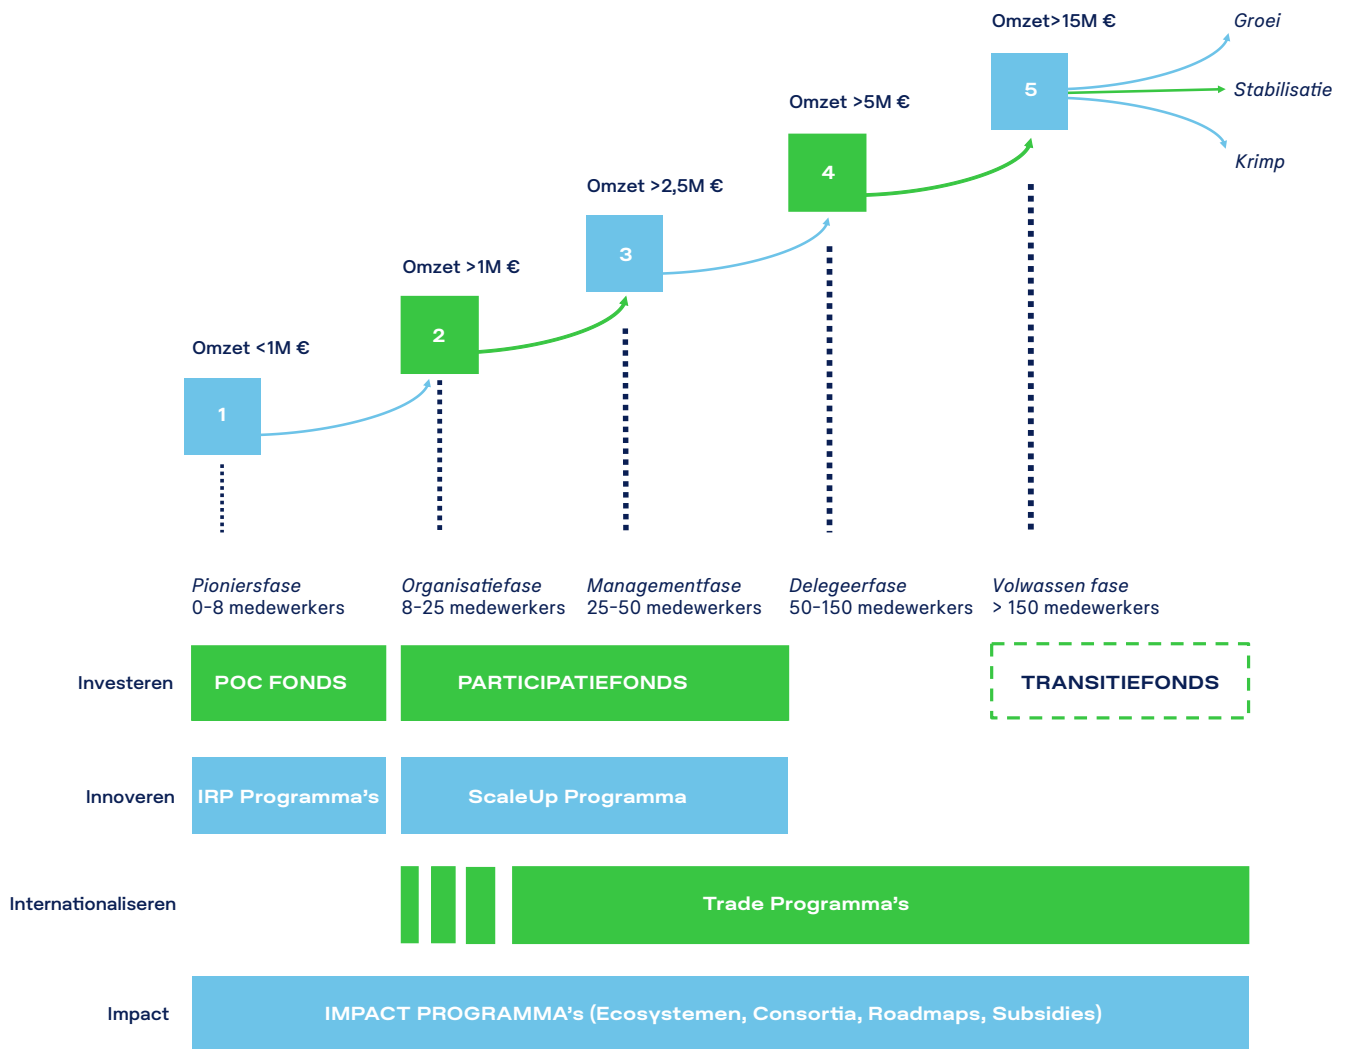 Omzet>15M €
Groei
5
Stabilisatie
Krimp
Omzet >5M €
4
Omzet >2,5M €
3
Omzet >1M €
2
Omzet <1M €
1
Pioniersfase
0-8 medewerkers
Organisatiefase
8-25 medewerkers
Managementfase
25-50 medewerkers
Delegeerfase
50-150 medewerkers
Volwassen fase
> 150 medewerkers
Investeren
POC FONDS
PARTICIPATIEFONDS
TRANSITIEFONDS
Innoveren
IRP Programma's
ScaleUp Programma
Internationaliseren
Trade Programma's
Impact
IMPACT PROGRAMMA's (Ecosystemen, Consortia, Roadmaps, Subsidies)